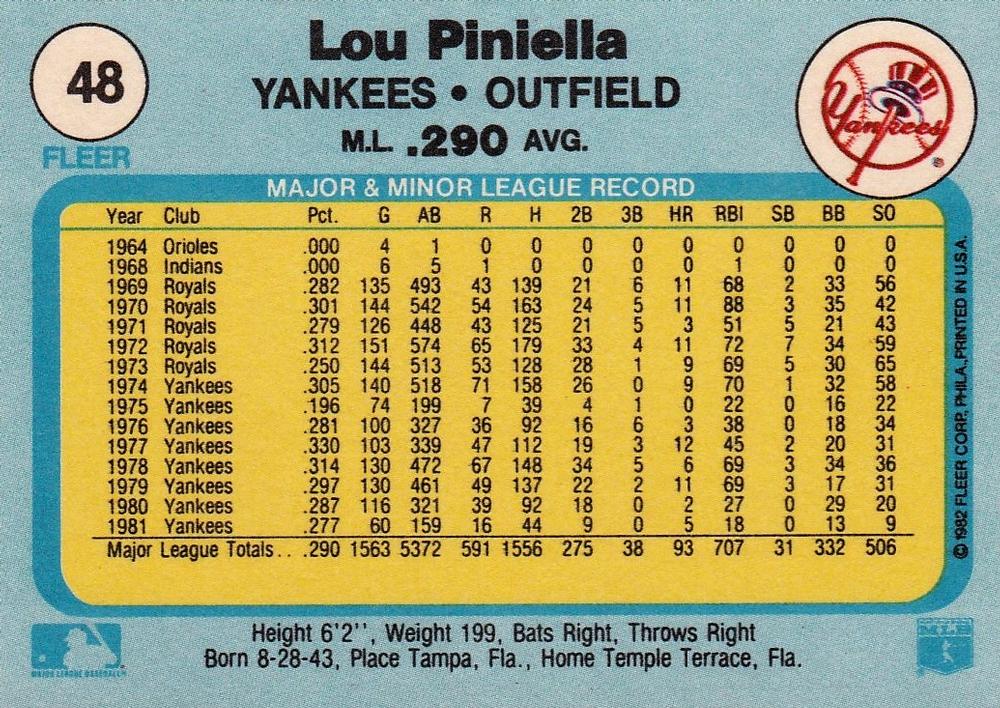 48
FLEER
Lou Piniella
YANKEES • OUTFIELD
M.L. .290 AVG.
Yankees
MAJOR & MINOR LEAGUE RECORD
Year Club Pct. G AB R H 2B 3B HR RBI SB BB SO
1964 Orioles .000 4 1 0 0 0 0 0 0 0 0 0
1968 Indians .000 6 5 1 0 0 0 0 1 0 0 0
1969 Royals .282 135 493 43 139 21 6 11 68 2 33 56
1970 Royals .301 144 542 54 163 24 5 11 88 3 35 42
1971 Royals .279 126 448 43 125 21 5 3 51 5 21 43
1972 Royals .312 151 574 65 179 33 4 11 72 7 34 59
1973 Royals .250 144 513 53 128 28 1 9 69 5 30 65
1974 Yankees .305 140 518 71 158 26 0 9 70 1 32 58
1975 Yankees .196 74 199 7 39 4 1 0 22 0 16 22
1976 Yankees .281 100 327 36 92 16 6 3 38 0 18 34
1977 Yankees .330 103 339 47 112 19 3 12 45 2 20 31
1978 Yankees .314 130 472 67 148 34 5 6 69 3 34 36
1979 Yankees .297 130 461 49 137 22 2 11 69 3 17 31
1980 Yankees .287 116 321 39 92 18 0 2 27 0 29 20
1981 Yankees .277 60 159 16 44 9 0 5 18 0 13 9
Major League Totals. . .290 1563 5372 591 1556 275 38 93 707 31 332 506
© 1982 FLEER CORP., PHILA., PRINTED IN U.S.A.
Height 6'2'', Weight 199, Bats Right, Throws Right
Born 8-28-43, Place Tampa, Fla., Home Temple Terrace, Fla.
MAJOR LEAGUE BASEBALL